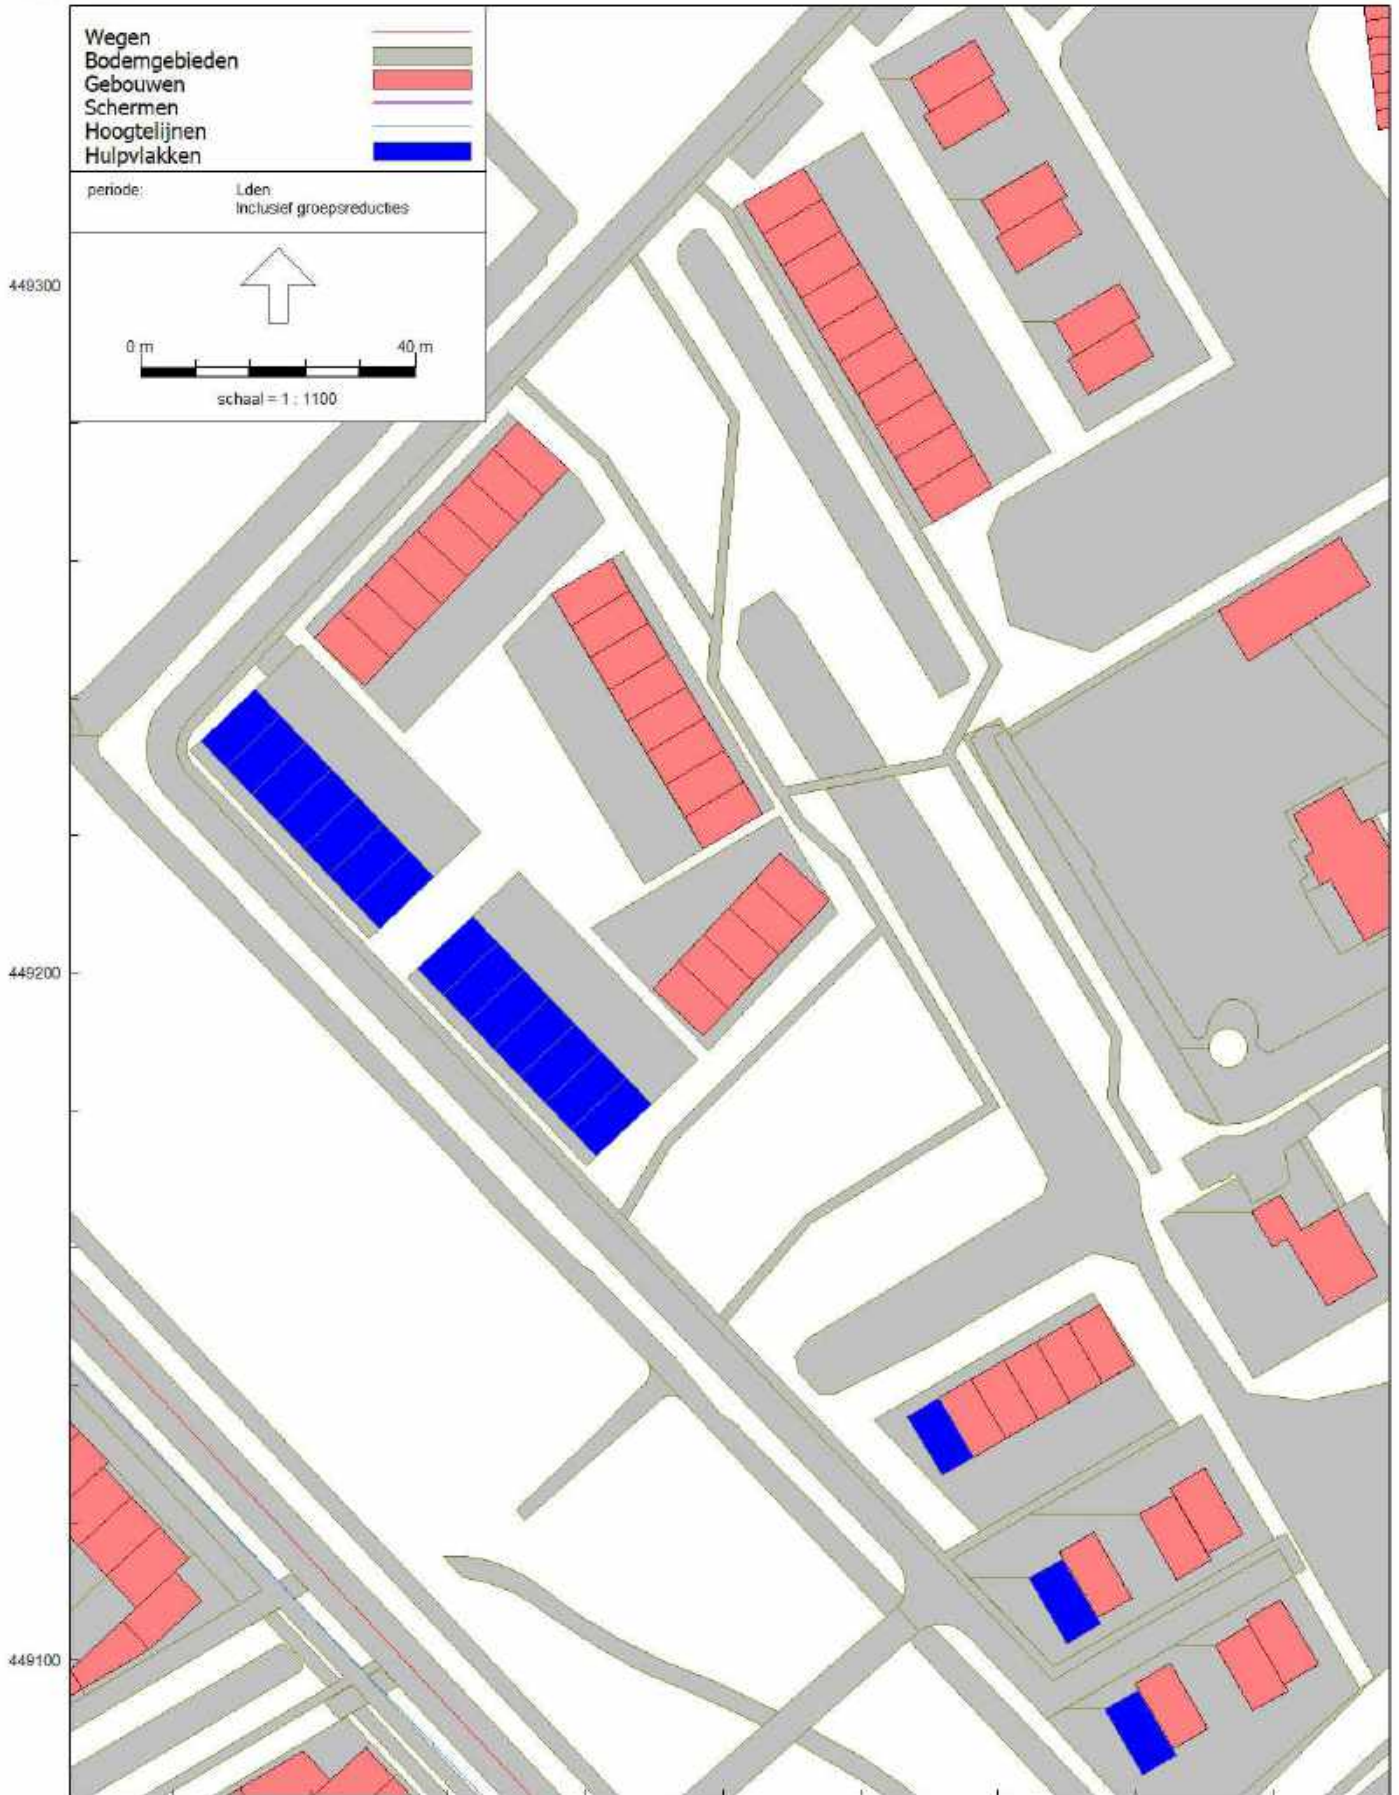 Wegen
Bodemgebieden
Gebouwen
Schermen
Hoogtelijnen
Hulpvlakken
periode: Lden
Inclusief groepsreducties
0 m 40 m
schaal = 1 : 1100
449300
449200
449100